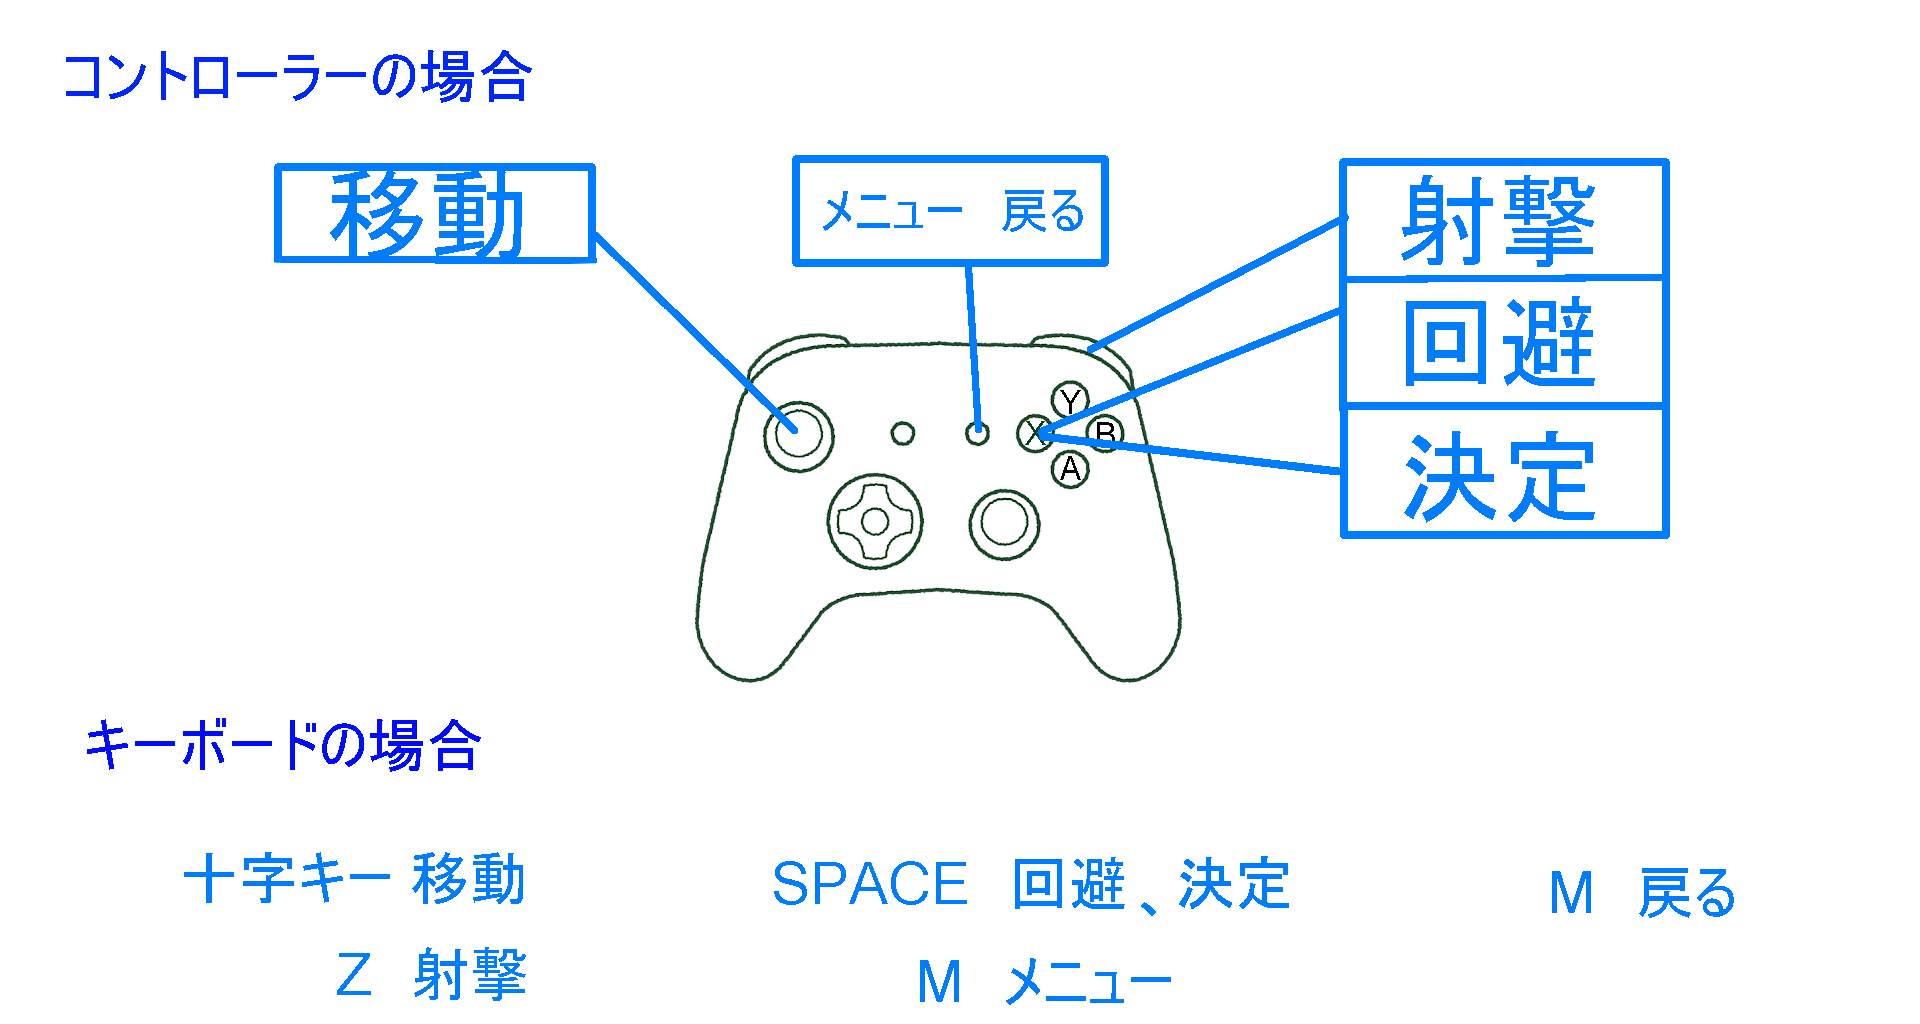 コントローラーの場合
移動
メニュー 戻る
射撃
回避
決定
Y
X
B
A
キーボードの場合
十字キー 移動
SPACE 回避、決定
M 戻る
Z 射撃
M メニュー